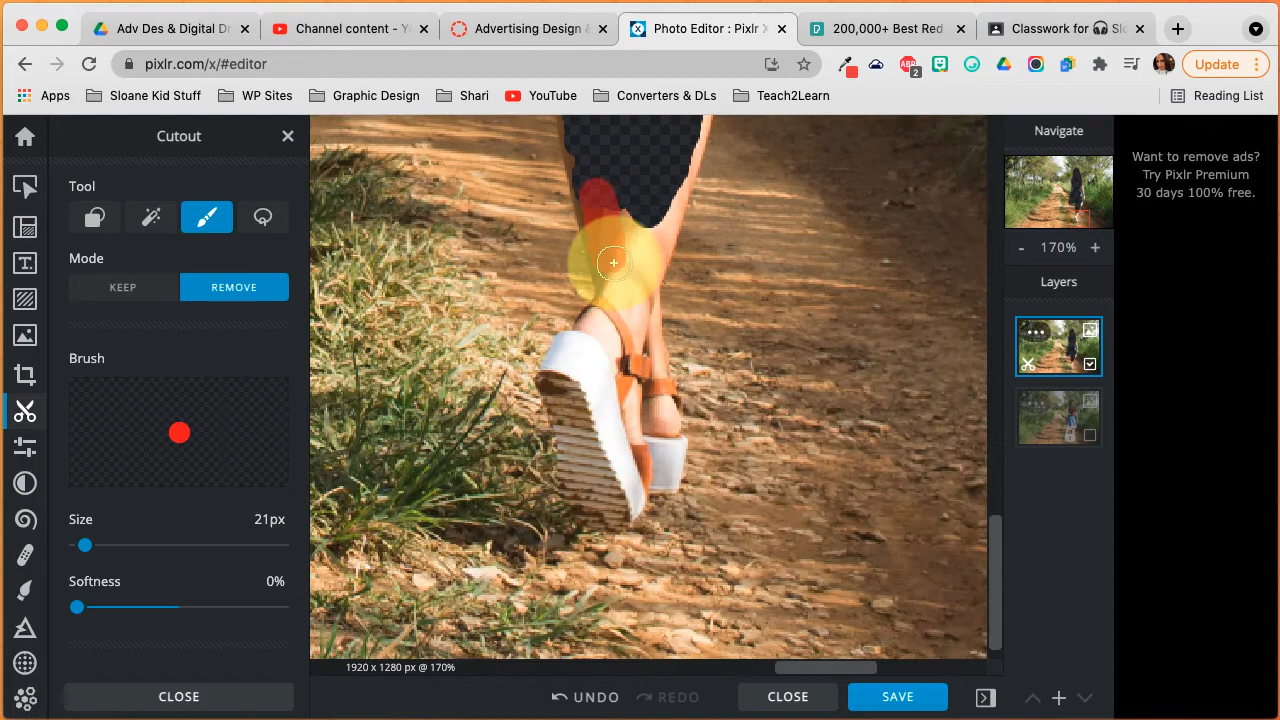 Adv Des & Digital Dr
Channel content - Yo
Advertising Design &
Photo Editor : Pixlr X
200,000+ Best Red
Classwork for 🎧 Slo
pixlr.com/x/#editor
ABP
2
Update
Apps
Sloane Kid Stuff
WP Sites
Graphic Design
Shari
YouTube
Converters & DLs
Teach2Learn
Reading List
Cutout
Tool
Mode
KEEP
REMOVE
Brush
Size
21px
Softness
0%
CLOSE
1920 x 1280 px @ 170%
UNDO
REDO
CLOSE
SAVE
Navigate
- 170% +
Layers
Want to remove ads?
Try Pixlr Premium
30 days 100% free.